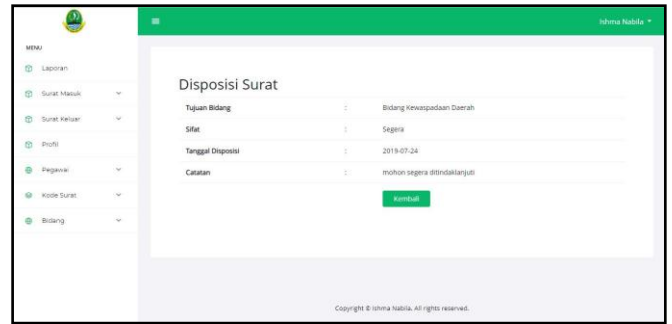 Ishma Nabila
MENU
Laporan
Surat Masuk
Surat Keluar
Profil
Pegawai
Kode Surat
Bidang
Disposisi Surat
Tujuan Bidang : Bidang Kewaspadaan Daerah
Sifat : Segera
Tanggal Disposisi : 2019-07-24
Catatan : mohon segera ditindaklanjuti
Kembali
Copyright © Ishma Nabila. All rights reserved.